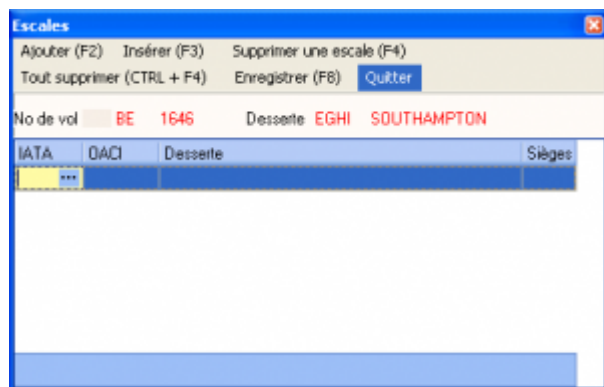 Escales
Ajouter (F2) Insérer (F3) Supprimer une escale (F4)
Tout supprimer (CTRL + F4) Enregistrer (F8) Quitter
No de vol BE 1646 Desserte EGHI SOUTHAMPTON
IATA OACI Desserte Sièges
...